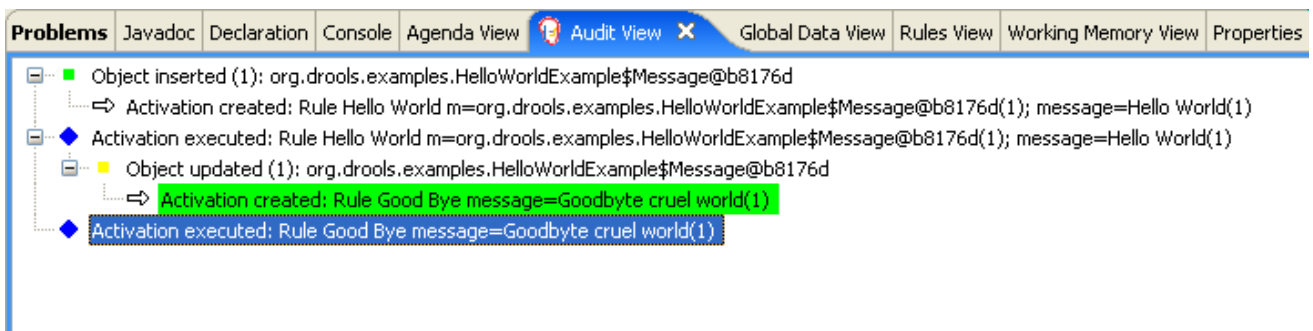 Problems Javadoc Declaration Console Agenda View Audit View Global Data View Rules View Working Memory View Properties
Object inserted (1): org.drools.examples.HelloWorldExample$Message@b8176d
Activation created: Rule Hello World m=org.drools.examples.HelloWorldExample$Message@b8176d(1); message=Hello World(1)
Activation executed: Rule Hello World m=org.drools.examples.HelloWorldExample$Message@b8176d(1); message=Hello World(1)
Object updated (1): org.drools.examples.HelloWorldExample$Message@b8176d
Activation created: Rule Good Bye message=Goodbyte cruel world(1)
Activation executed: Rule Good Bye message=Goodbyte cruel world(1)